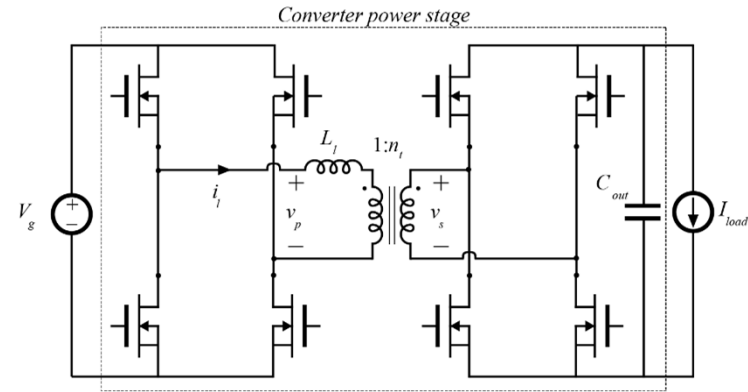 Converter power stage
L_l 1:n_t
V_g + −
i_l
+ v_p −
+ v_s −
C_out
I_load